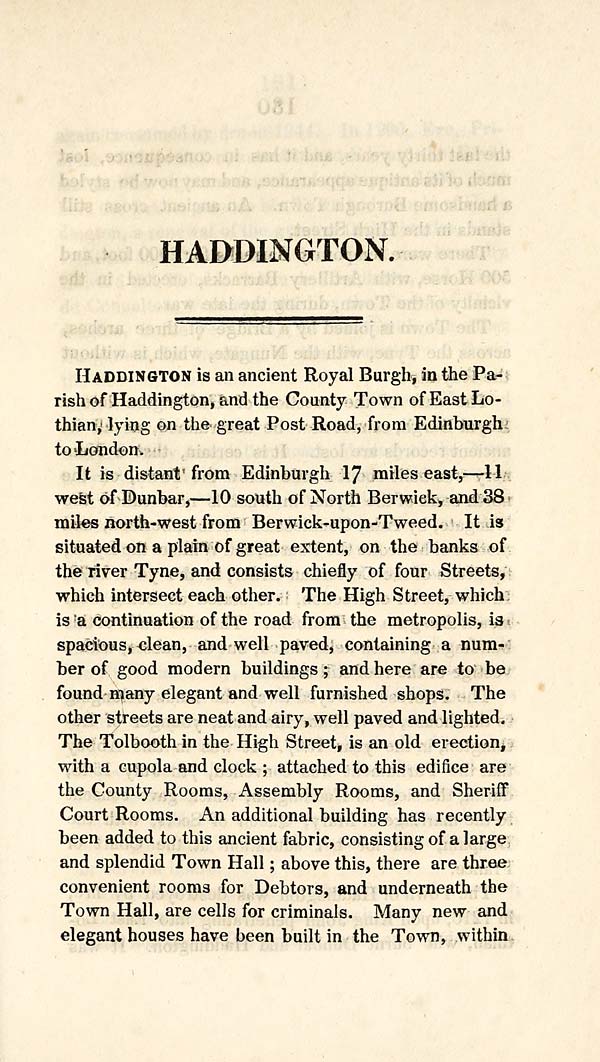 HADDINGTON.
HADDINGTON is an ancient Royal Burgh, in the Pa-
rish of Haddington, and the County Town of East Lo-
thian, lying on the great Post Road, from Edinburgh
to London.
It is distant from Edinburgh 17 miles east,—11
west of Dunbar,—10 south of North Berwick, and 38
miles north-west from Berwick-upon-Tweed. It is
situated on a plain of great extent, on the banks of
the river Tyne, and consists chiefly of four Streets,
which intersect each other. The High Street, which
is a continuation of the road from the metropolis, is
spacious, clean, and well paved, containing a num-
ber of good modern buildings; and here are to be
found many elegant and well furnished shops. The
other streets are neat and airy, well paved and lighted.
The Tolbooth in the High Street, is an old erection,
with a cupola and clock; attached to this edifice are
the County Rooms, Assembly Rooms, and Sheriff
Court Rooms. An additional building has recently
been added to this ancient fabric, consisting of a large
and splendid Town Hall; above this, there are three
convenient rooms for Debtors, and underneath the
Town Hall, are cells for criminals. Many new and
elegant houses have been built in the Town, within